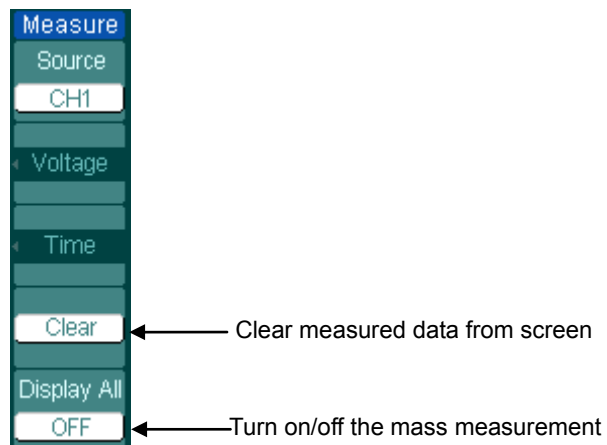 Measure
Source
CH1
Voltage
Time
Clear
Clear measured data from screen
Display All
OFF
Turn on/off the mass measurement